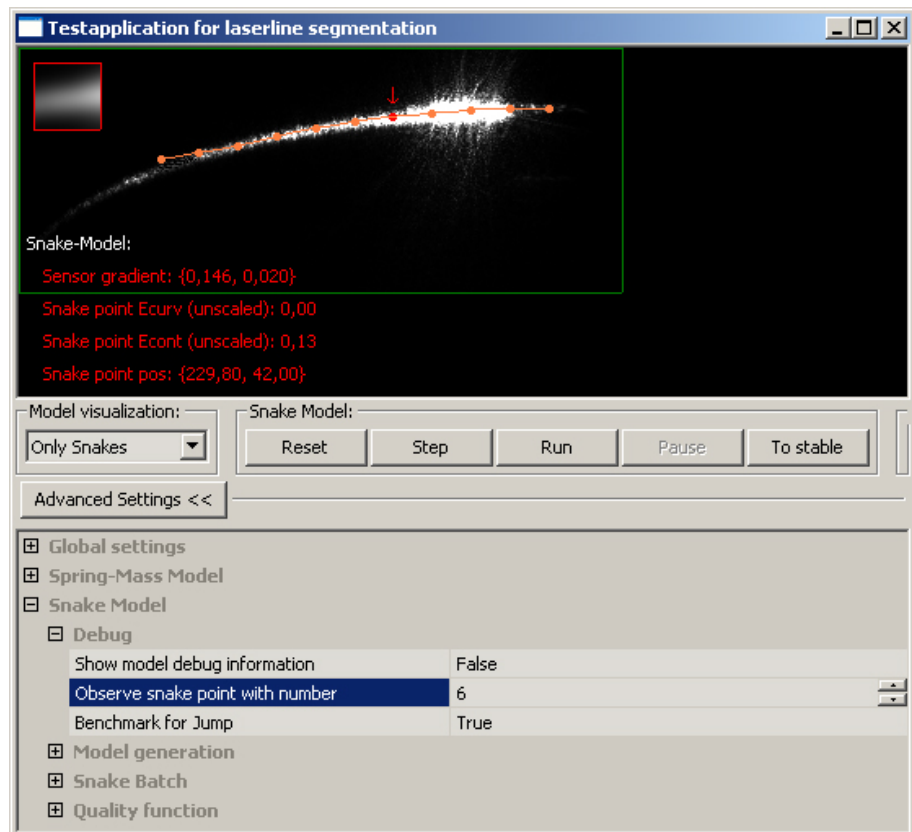 Testapplication for laserline segmentation
Snake-Model:
Sensor gradient: {0,146, 0,020}
Snake point Ecurv (unscaled): 0,00
Snake point Econt (unscaled): 0,13
Snake point pos: {229,80, 42,00}
Model visualization: Snake Model:
Only Snakes Reset Step Run Pause To stable
Advanced Settings <<
Global settings
Spring-Mass Model
Snake Model
Debug
Show model debug information False
Observe snake point with number 6
Benchmark for Jump True
Model generation
Snake Batch
Quality function